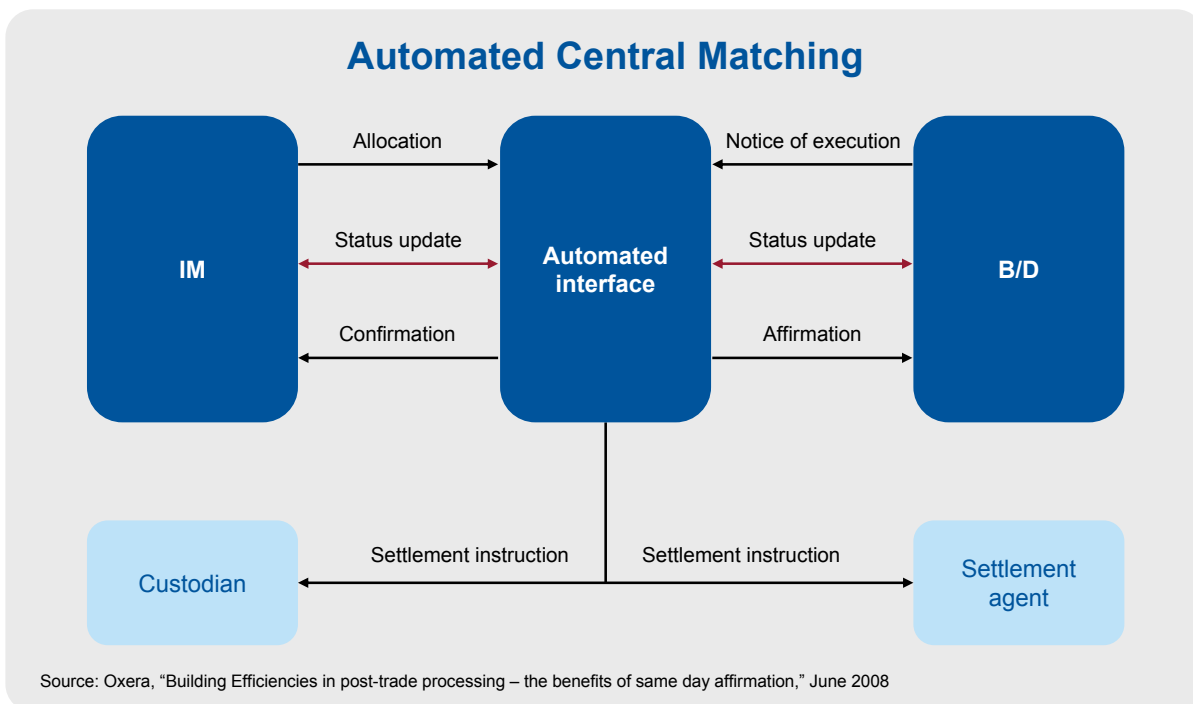 Automated Central Matching
Allocation
Notice of execution
Status update
Status update
IM
Automated
interface
B/D
Confirmation
Affirmation
Settlement instruction
Settlement instruction
Custodian
Settlement
agent
Source: Oxera, “Building Efficiencies in post-trade processing – the benefits of same day affirmation,” June 2008